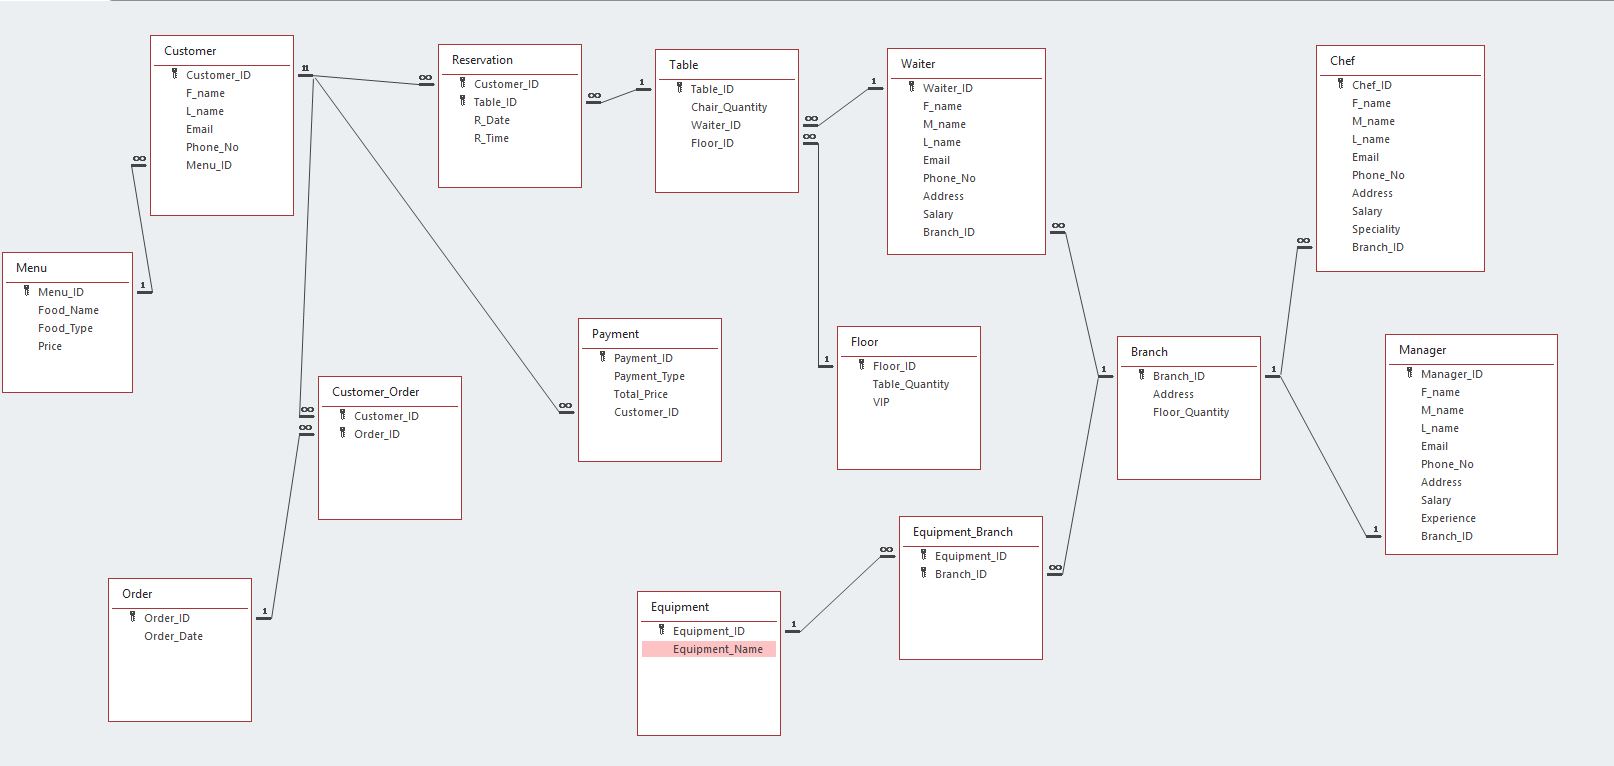 Customer
Customer_ID
F_name
L_name
Email
Phone_No
Menu_ID
Reservation
Customer_ID
Table_ID
R_Date
R_Time
Table
Table_ID
Chair_Quantity
Waiter_ID
Floor_ID
Waiter
Waiter_ID
F_name
M_name
L_name
Email
Phone_No
Address
Salary
Branch_ID
Chef
Chef_ID
F_name
M_name
L_name
Email
Phone_No
Address
Salary
Speciality
Branch_ID
Menu
Menu_ID
Food_Name
Food_Type
Price
Customer_Order
Customer_ID
Order_ID
Payment
Payment_ID
Payment_Type
Total_Price
Customer_ID
Floor
Floor_ID
Table_Quantity
VIP
Branch
Branch_ID
Address
Floor_Quantity
Manager
Manager_ID
F_name
M_name
L_name
Email
Phone_No
Address
Salary
Experience
Branch_ID
Order
Order_ID
Order_Date
Equipment
Equipment_ID
Equipment_Name
Equipment_Branch
Equipment_ID
Branch_ID
11
∞
∞
1
∞
∞
1
∞
1
∞
1
∞
∞
∞
1
∞
1
1
1
1
∞
∞
1